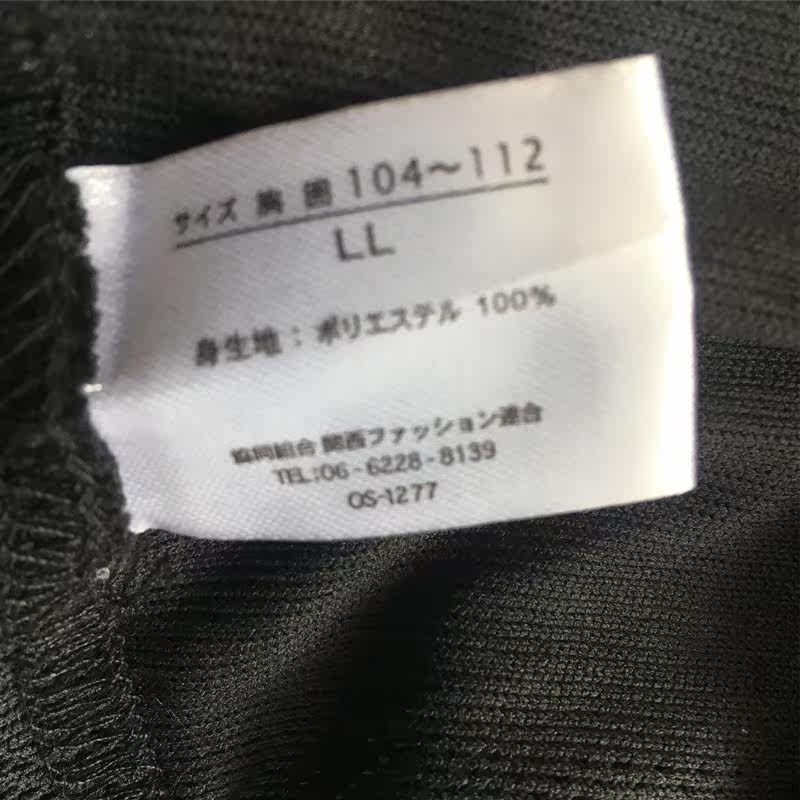 サイズ 胸囲 104～112
LL
身生地：ポリエステル 100%
協同組合 関西ファッション連合
TEL:06-6228-8139
OS-1277